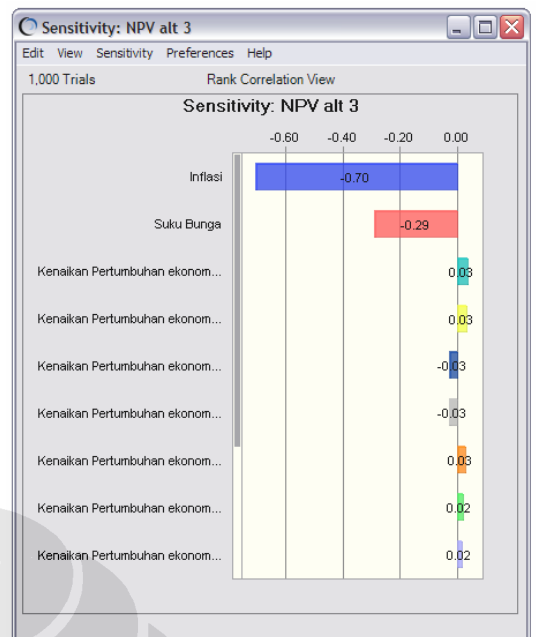 Sensitivity: NPV alt 3
Edit View Sensitivity Preferences Help
1,000 Trials Rank Correlation View
Sensitivity: NPV alt 3
-0.60 -0.40 -0.20 0.00
Inflasi -0.70
Suku Bunga -0.29
Kenaikan Pertumbuhan ekonom... 0.03
Kenaikan Pertumbuhan ekonom... 0.03
Kenaikan Pertumbuhan ekonom... -0.03
Kenaikan Pertumbuhan ekonom... -0.03
Kenaikan Pertumbuhan ekonom... 0.03
Kenaikan Pertumbuhan ekonom... 0.02
Kenaikan Pertumbuhan ekonom... 0.02